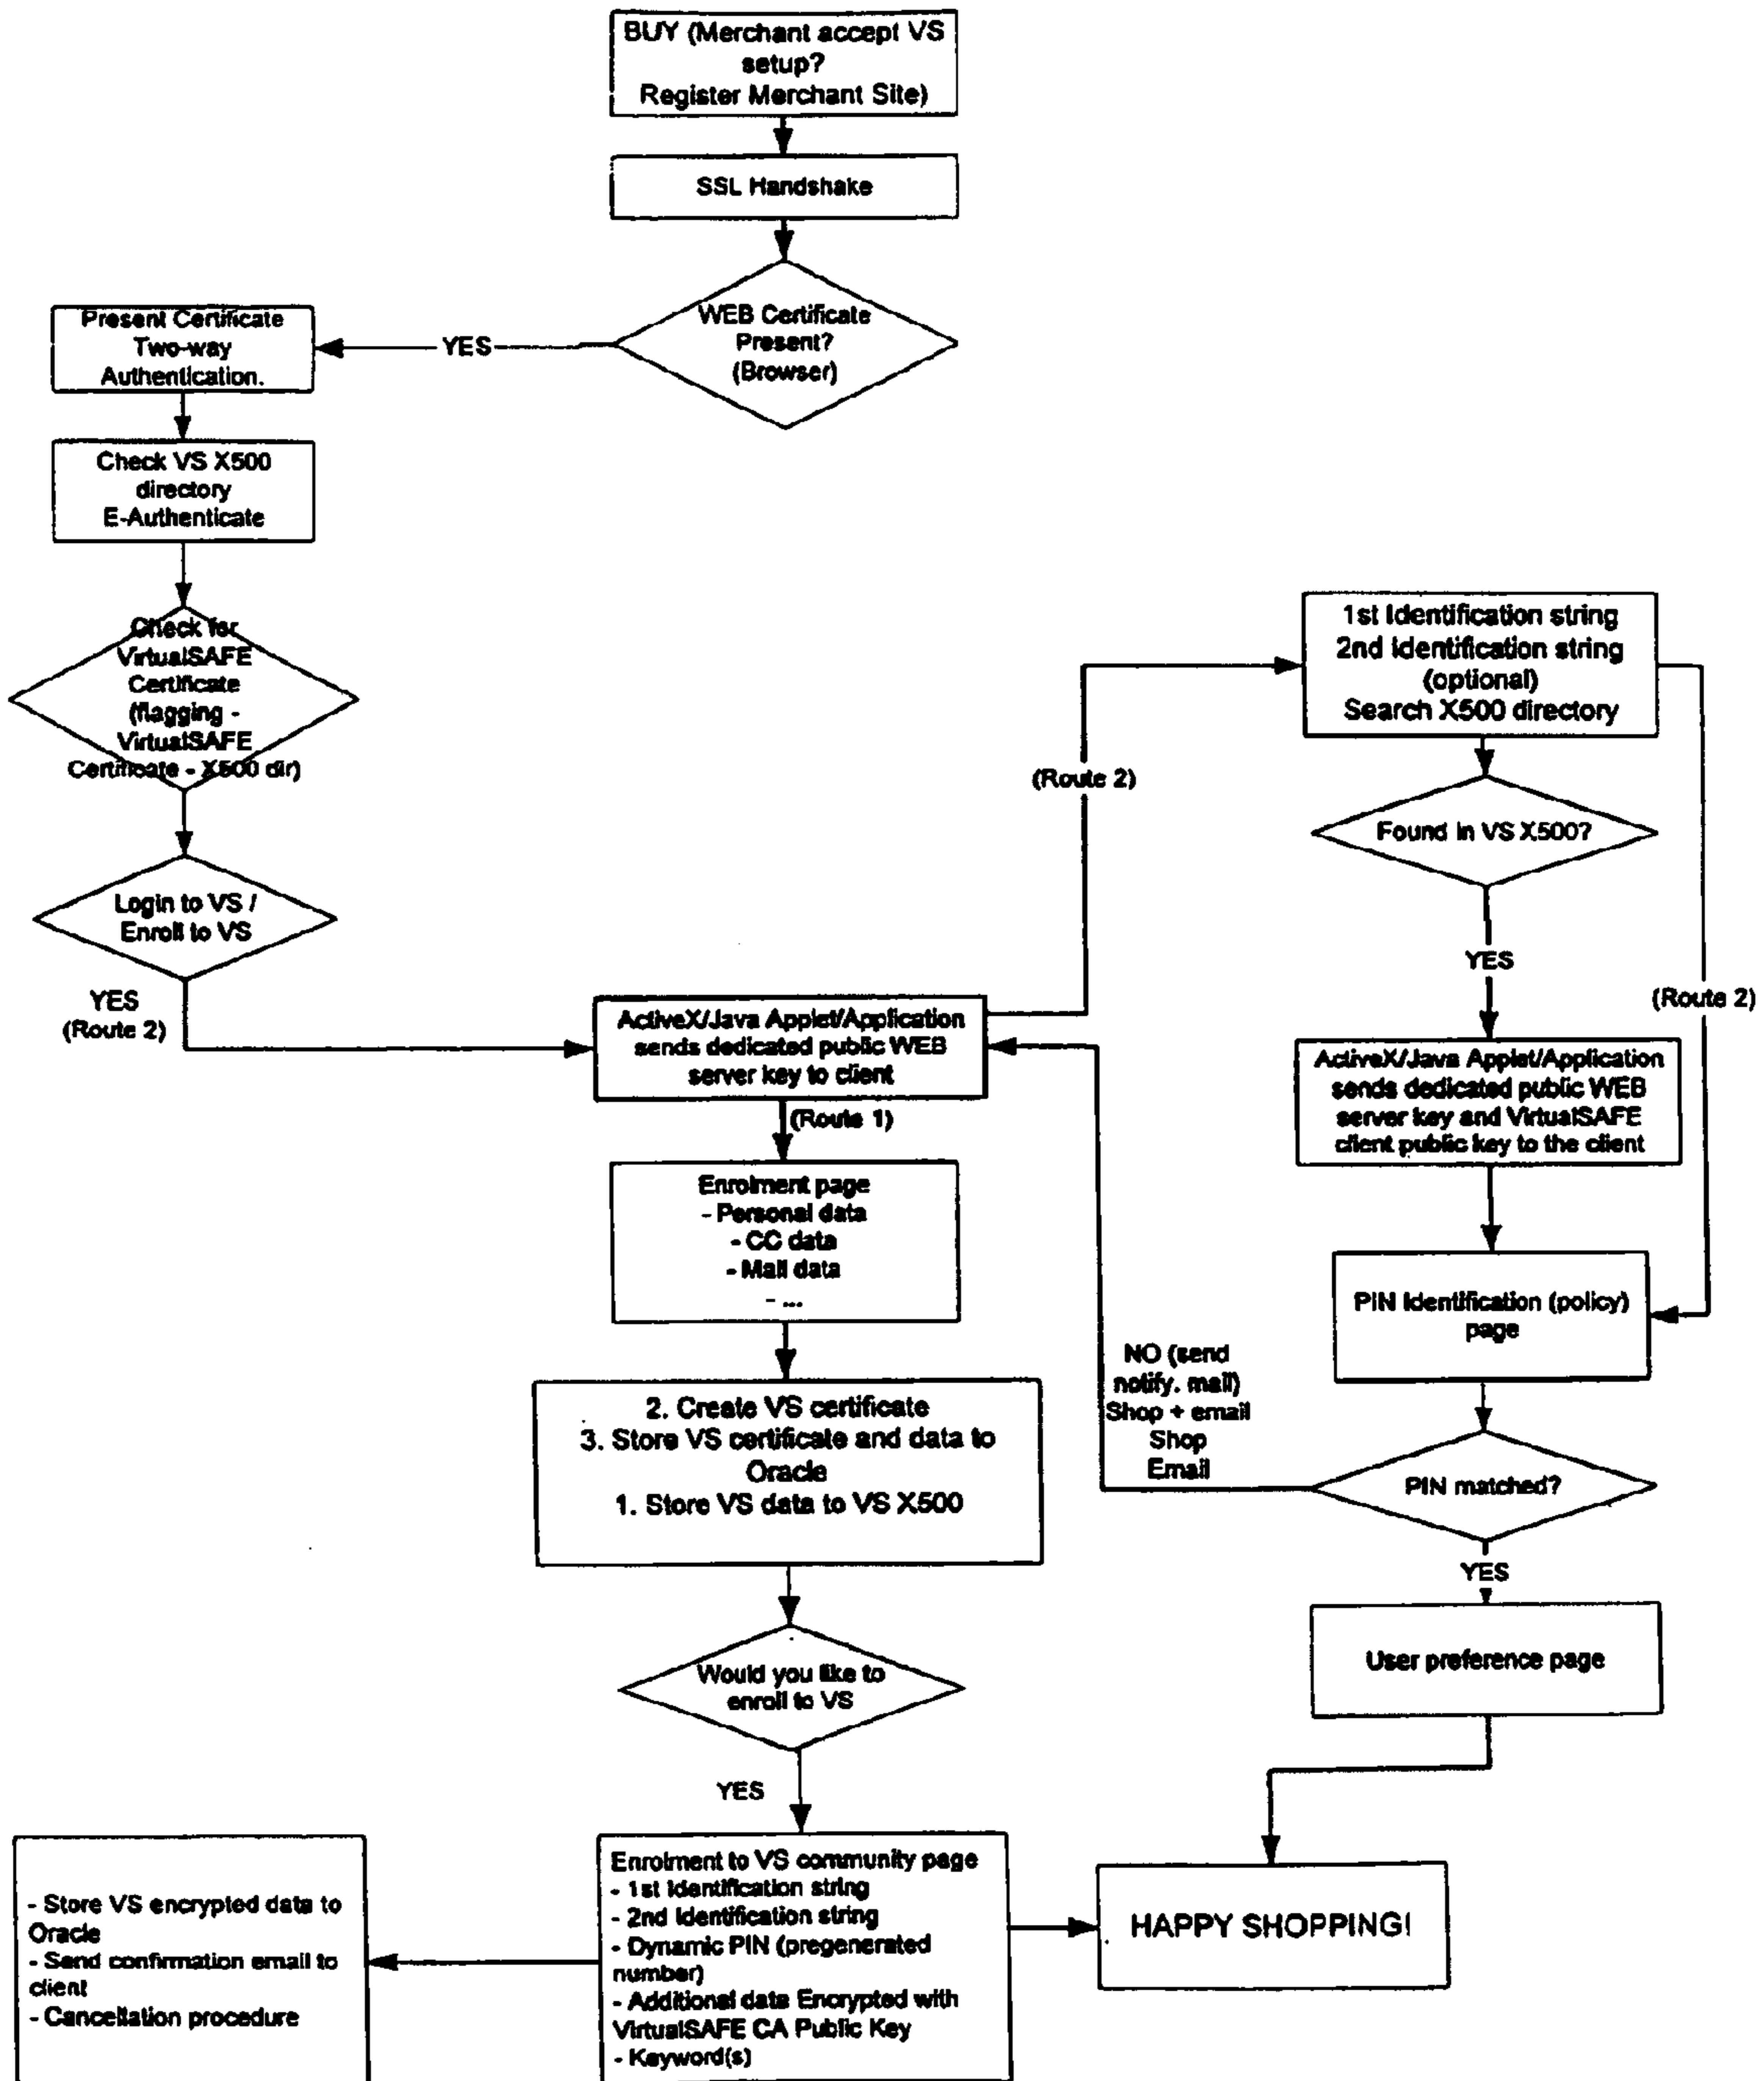 BUY (Merchant accept VS
setup?
Register Merchant Site)
SSL Handshake
WEB Certificate
Present?
(Browser)
YES
Present Certificate
Two-way
Authentication.
Check VS X500
directory
E-Authenticate
Check for
VirtualSAFE
Certificate
(flagging -
VirtualSAFE
Certificate - X500 dir)
Login to VS /
Enroll to VS
YES
(Route 2)
ActiveX/Java Applet/Application
sends dedicated public WEB
server key to client
(Route 1)
(Route 2)
1st Identification string
2nd Identification string
(optional)
Search X500 directory
Found in VS X500?
YES
(Route 2)
ActiveX/Java Applet/Application
sends dedicated public WEB
server key and VirtualSAFE
client public key to the client
PIN Identification (policy)
page
NO (send
notify. mail)
Shop + email
Shop
Email
PIN matched?
YES
User preference page
Enrolment page
- Personal data
- CC data
- Mail data
- ...
2. Create VS certificate
3. Store VS certificate and data to
Oracle
1. Store VS data to VS X500
Would you like to
enroll to VS
YES
Enrolment to VS community page
- 1st Identification string
- 2nd Identification string
- Dynamic PIN (pregenerated
number)
- Additional data Encrypted with
VirtualSAFE CA Public Key
- Keyword(s)
- Store VS encrypted data to
Oracle
- Send confirmation email to
client
- Cancellation procedure
HAPPY SHOPPING!